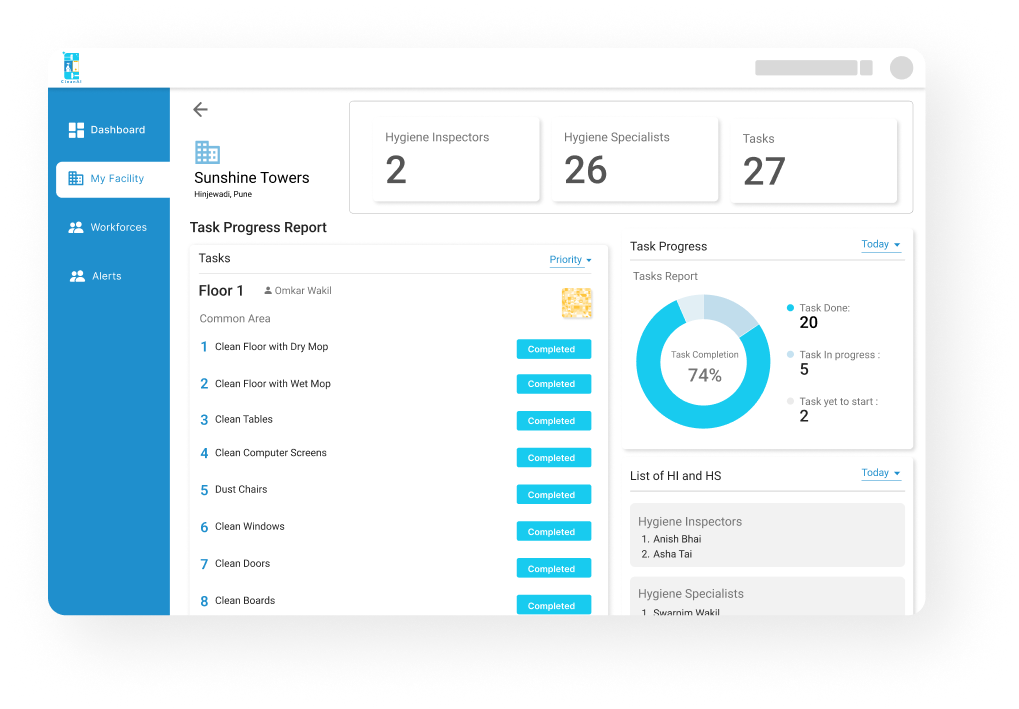 CleanAI
Dashboard
My Facility
Workforces
Alerts
Sunshine Towers
Hinjewadi, Pune
Hygiene Inspectors
2
Hygiene Specialists
26
Tasks
27
Task Progress Report
Tasks
Priority
Floor 1
Omkar Wakil
Common Area
1 Clean Floor with Dry Mop
Completed
2 Clean Floor with Wet Mop
Completed
3 Clean Tables
Completed
4 Clean Computer Screens
Completed
5 Dust Chairs
Completed
6 Clean Windows
Completed
7 Clean Doors
Completed
8 Clean Boards
Completed
Task Progress
Today
Tasks Report
Task Completion
74%
Task Done:
20
Task In progress :
5
Task yet to start :
2
List of HI and HS
Today
Hygiene Inspectors
1. Anish Bhai
2. Asha Tai
Hygiene Specialists
1. Swarnim Wakil